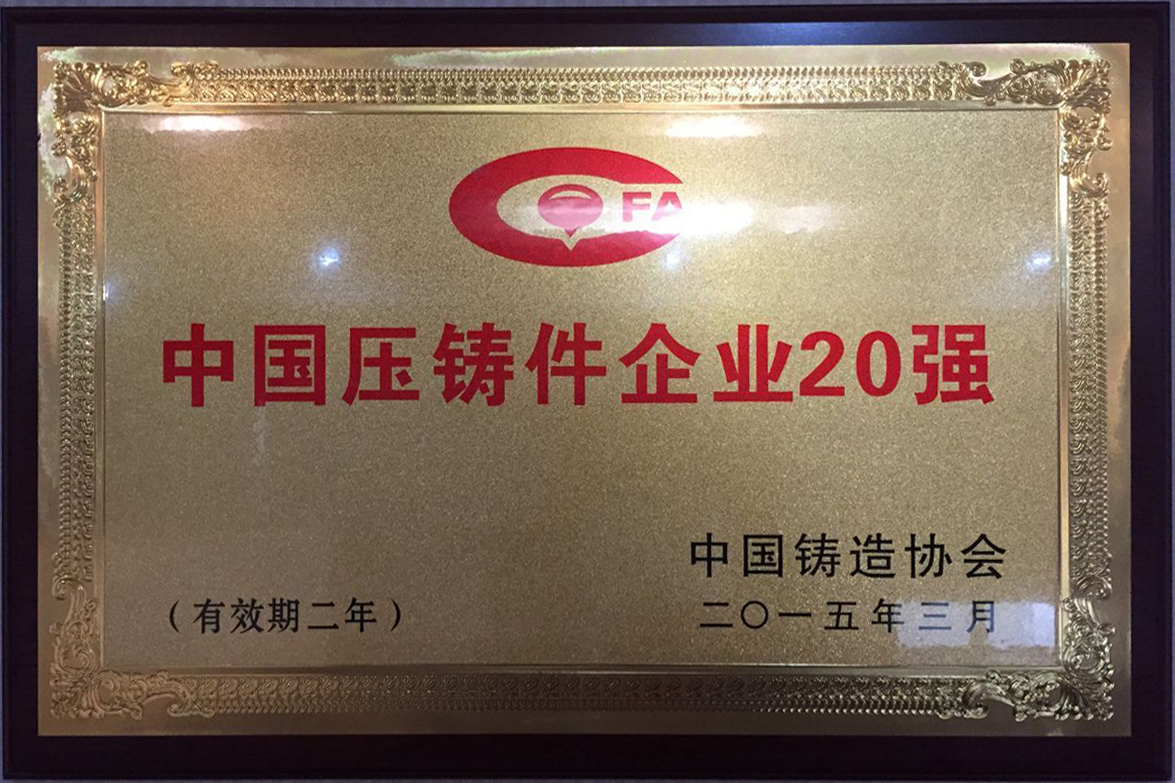 FA
中国压铸件企业20强
中国铸造协会
(有效期二年)
二〇一五年三月